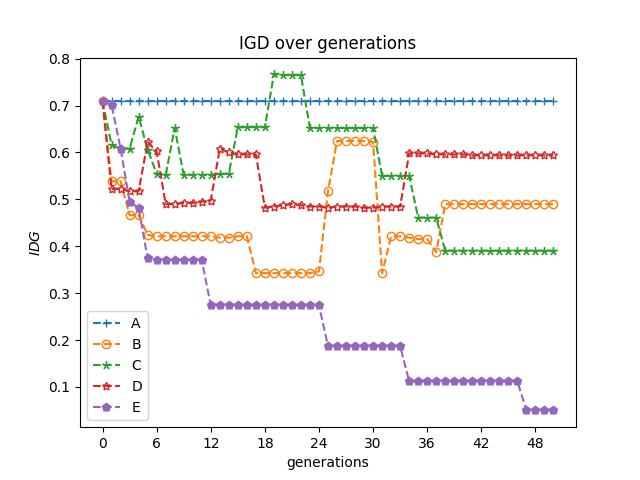 IGD over generations
IDG
0.8
0.7
0.6
0.5
0.4
0.3
0.2
0.1
A
B
C
D
E
0 6 12 18 24 30 36 42 48
generations